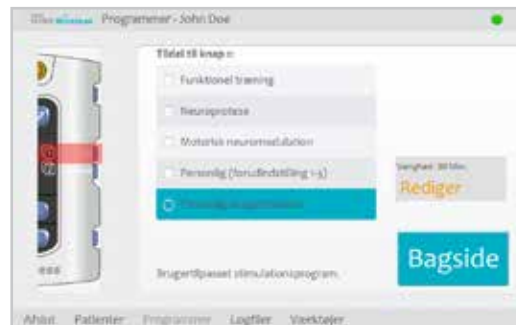 Programmer - John Doe
Tildel til knap n
Funktionel træning
Neuroprotese
Motorisk neuromodulation
Personlig (forudindstilling 1-5)
Varighed: 30 Min.
Rediger
Bagside
Brugertilpasset stimulationsprogram.
ess
Afslut Patienter Programmer Logfiler Værktøjer